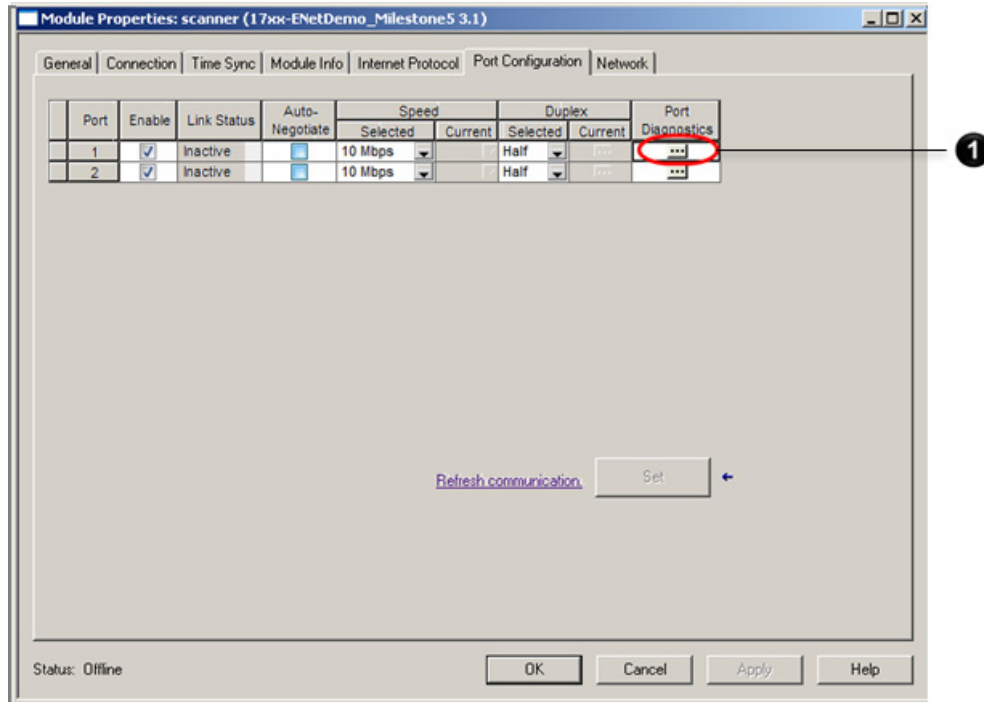 Module Properties: scanner (17xx-ENetDemo_Milestone5 3.1)
General Connection Time Sync Module Info Internet Protocol Port Configuration Network
Port Enable Link Status Auto-Negotiate Speed Duplex Port Diagnostics
Selected Current Selected Current
1 Inactive 10 Mbps Half ...
2 Inactive 10 Mbps Half ...
1
Refresh communication. Set
Status: Offline OK Cancel Apply Help